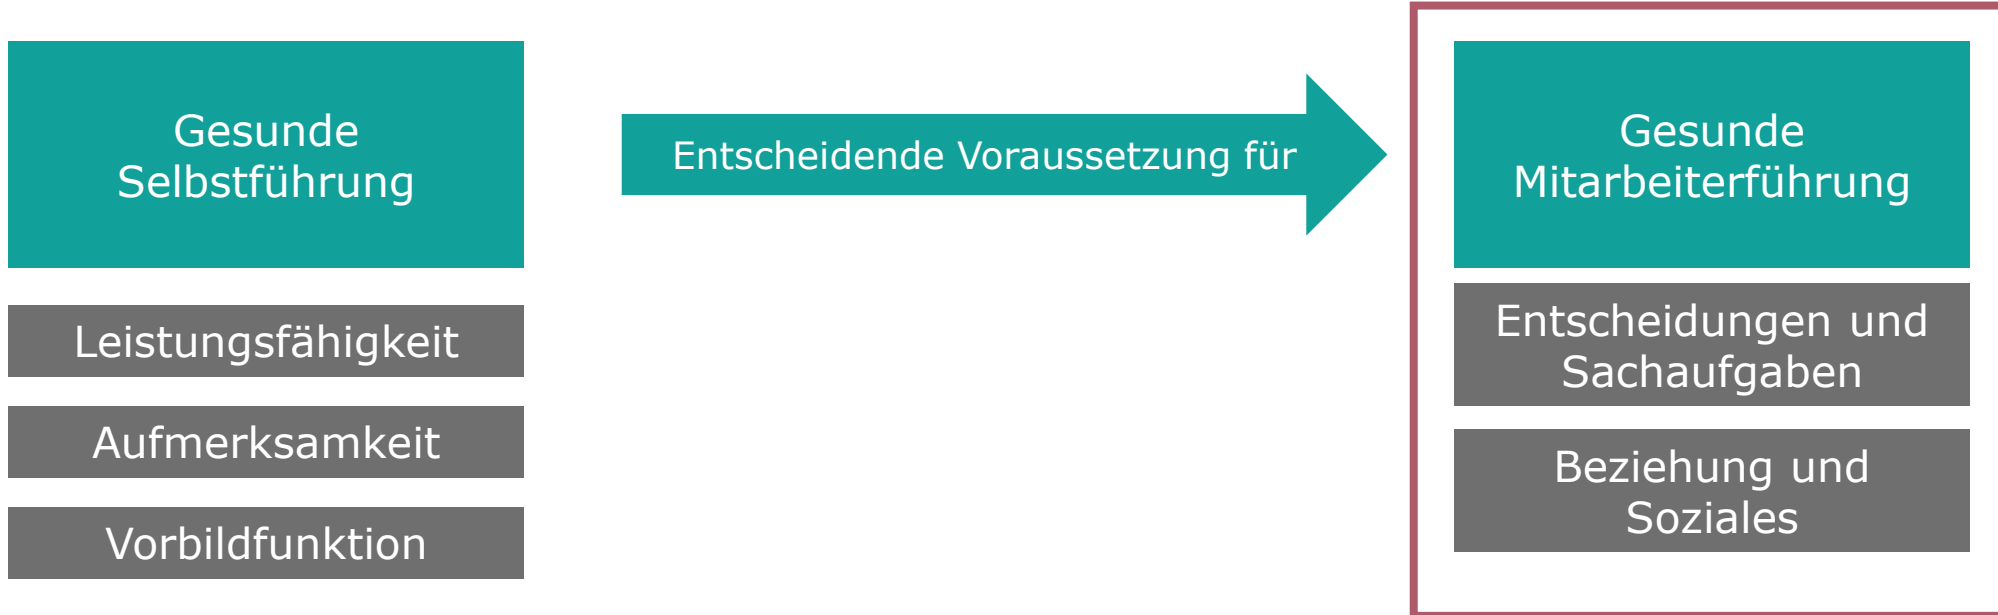 Gesunde
Selbstführung
Leistungsfähigkeit
Aufmerksamkeit
Vorbildfunktion
Entscheidende Voraussetzung für
Gesunde
Mitarbeiterführung
Entscheidungen und
Sachaufgaben
Beziehung und
Soziales